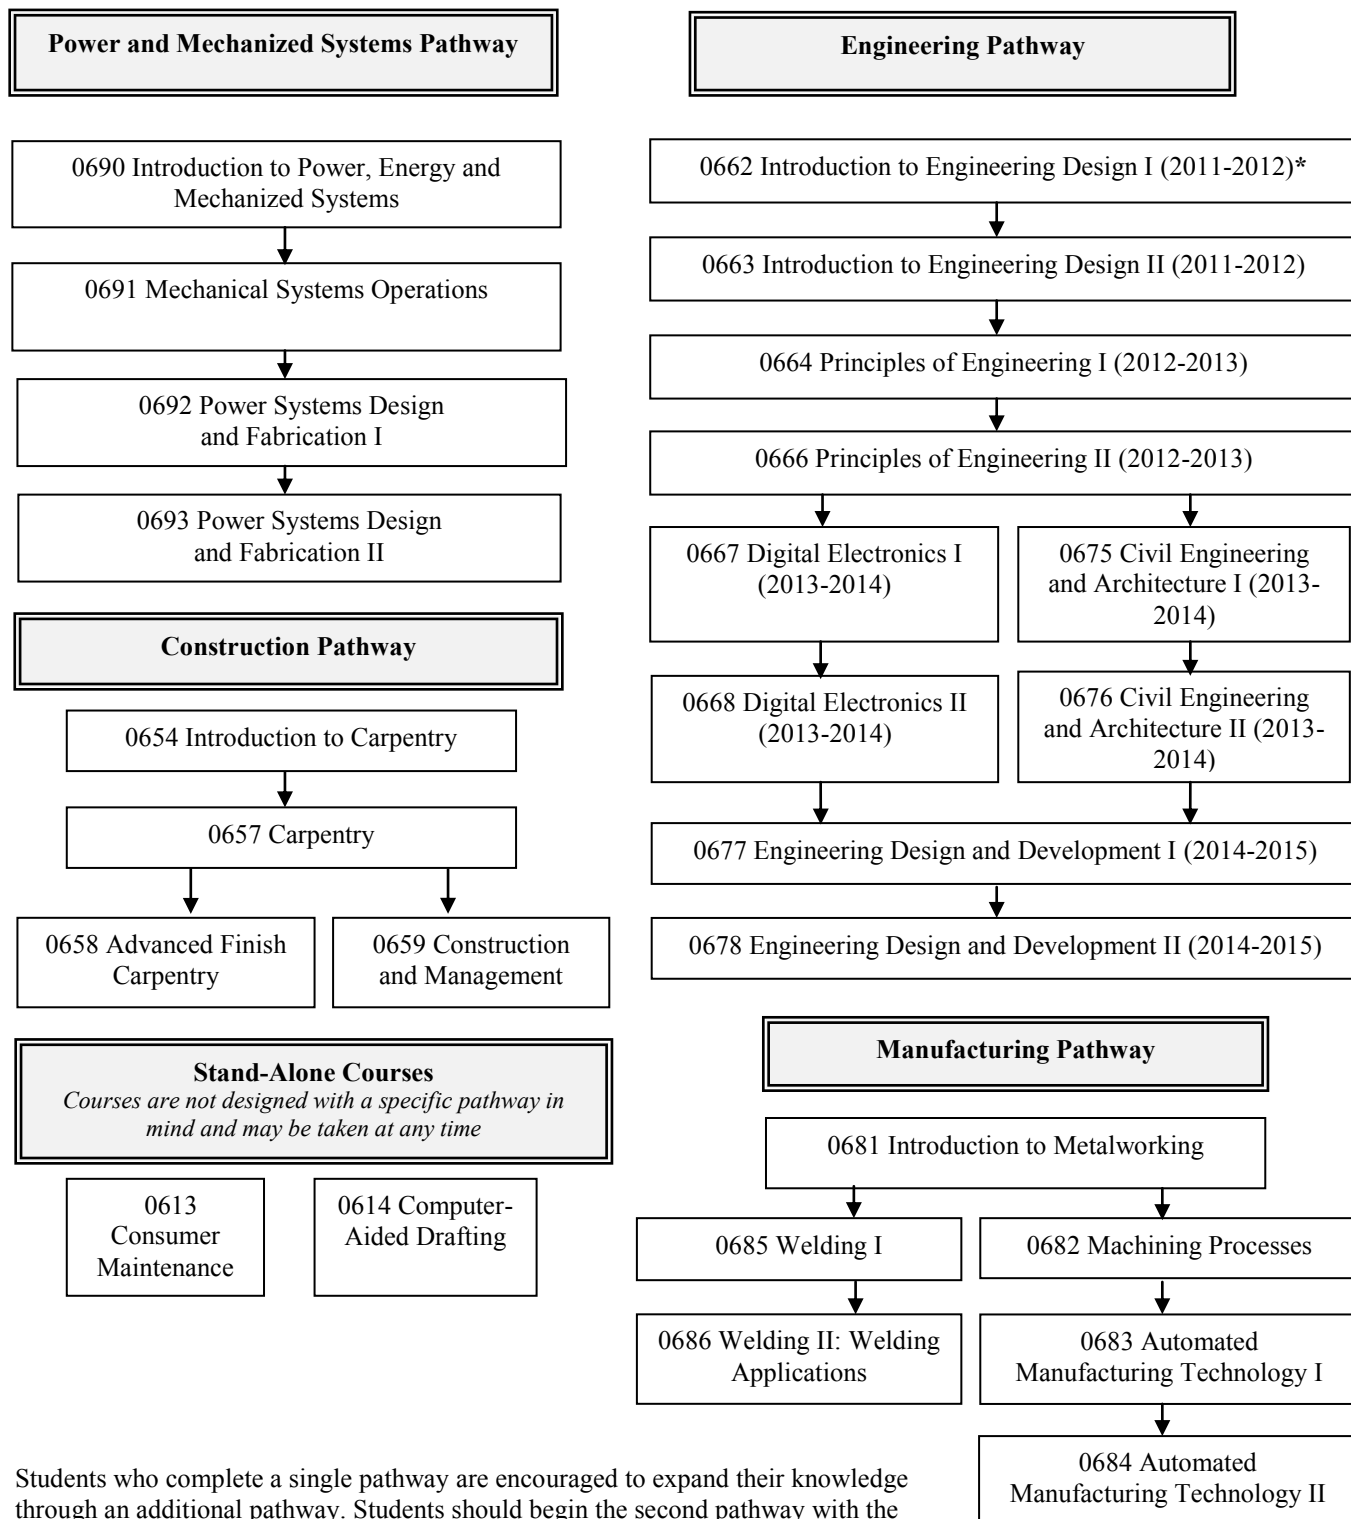 Power and Mechanized Systems Pathway
0690 Introduction to Power, Energy and
Mechanized Systems
0691 Mechanical Systems Operations
0692 Power Systems Design
and Fabrication I
0693 Power Systems Design
and Fabrication II
Construction Pathway
0654 Introduction to Carpentry
0657 Carpentry
0658 Advanced Finish
Carpentry
0659 Construction
and Management
Stand-Alone Courses
Courses are not designed with a specific pathway in
mind and may be taken at any time
0613
Consumer
Maintenance
0614 Computer-
Aided Drafting
Engineering Pathway
0662 Introduction to Engineering Design I (2011-2012)*
0663 Introduction to Engineering Design II (2011-2012)
0664 Principles of Engineering I (2012-2013)
0666 Principles of Engineering II (2012-2013)
0667 Digital Electronics I
(2013-2014)
0675 Civil Engineering
and Architecture I (2013-
2014)
0668 Digital Electronics II
(2013-2014)
0676 Civil Engineering
and Architecture II (2013-
2014)
0677 Engineering Design and Development I (2014-2015)
0678 Engineering Design and Development II (2014-2015)
Manufacturing Pathway
0681 Introduction to Metalworking
0685 Welding I
0682 Machining Processes
0686 Welding II: Welding
Applications
0683 Automated
Manufacturing Technology I
0684 Automated
Manufacturing Technology II
Students who complete a single pathway are encouraged to expand their knowledge
through an additional pathway. Students should begin the second pathway with the